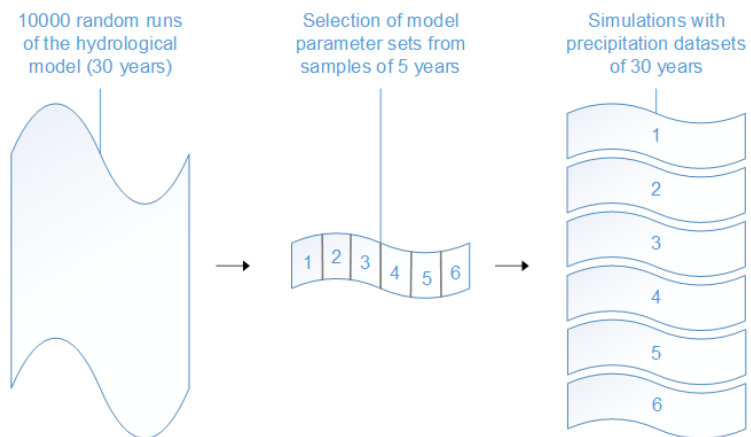 10000 random runs
of the hydrological
model (30 years)
Selection of model
parameter sets from
samples of 5 years
Simulations with
precipitation datasets
of 30 years
1 2 3 4 5 6
1
2
3
4
5
6